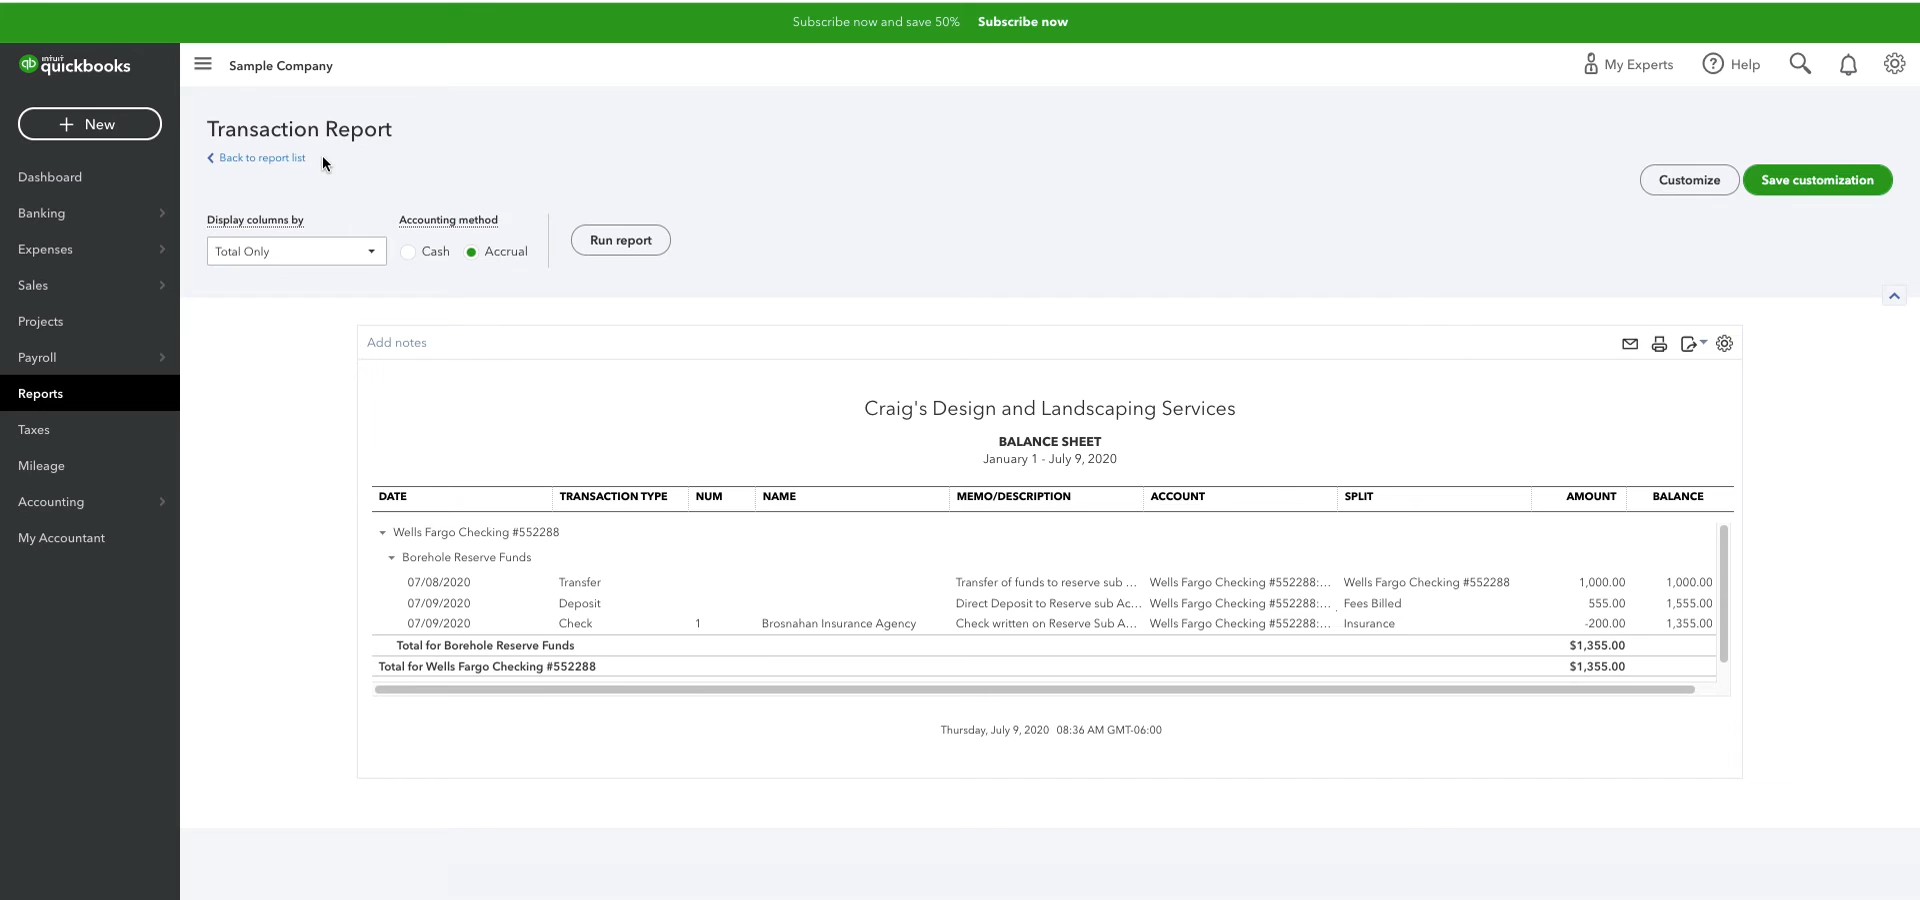 Subscribe now and save 50% Subscribe now
intuit quickbooks
Sample Company
My Experts
Help
+ New
Dashboard
Banking
Expenses
Sales
Projects
Payroll
Reports
Taxes
Mileage
Accounting
My Accountant
Transaction Report
Back to report list
Customize
Save customization
Display columns by
Accounting method
Total Only
Cash
Accrual
Run report
Add notes
Craig's Design and Landscaping Services
BALANCE SHEET
January 1 - July 9, 2020
DATE TRANSACTION TYPE NUM NAME MEMO/DESCRIPTION ACCOUNT SPLIT AMOUNT BALANCE
Wells Fargo Checking #552288
Borehole Reserve Funds
07/08/2020 Transfer Transfer of funds to reserve sub ... Wells Fargo Checking #552288:... Wells Fargo Checking #552288 1,000.00 1,000.00
07/09/2020 Deposit Direct Deposit to Reserve sub Ac... Wells Fargo Checking #552288:... Fees Billed 555.00 1,555.00
07/09/2020 Check 1 Brosnahan Insurance Agency Check written on Reserve Sub A... Wells Fargo Checking #552288:... Insurance -200.00 1,355.00
Total for Borehole Reserve Funds $1,355.00
Total for Wells Fargo Checking #552288 $1,355.00
Thursday, July 9, 2020 08:36 AM GMT-06:00